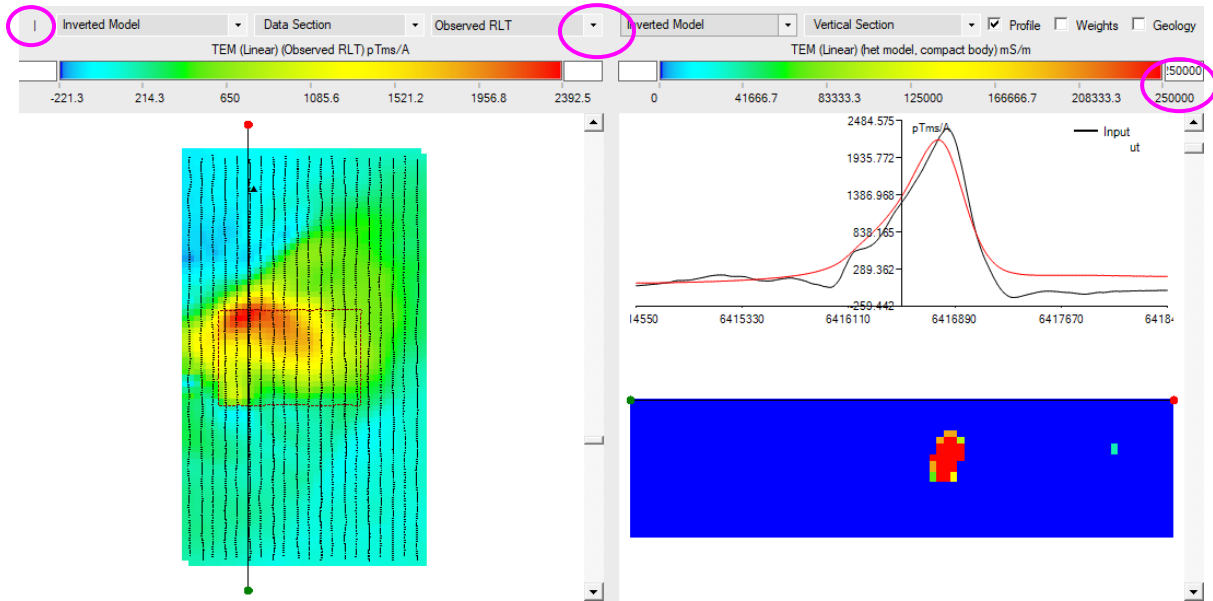 Inverted Model Data Section Observed RLT
TEM (Linear) (Observed RLT) pTms/A
-221.3 214.3 650 1085.6 1521.2 1956.8 2392.5
Inverted Model Vertical Section Profile Weights Geology
TEM (Linear) (het model, compact body) mS/m
250000
0 41666.7 83333.3 125000 166666.7 208333.3 250000
2484.575 pTms/A
Input
ut
1935.772
1386.968
838.165
289.362
-259.442
14550 6415330 6416110 6416890 6417670 6418